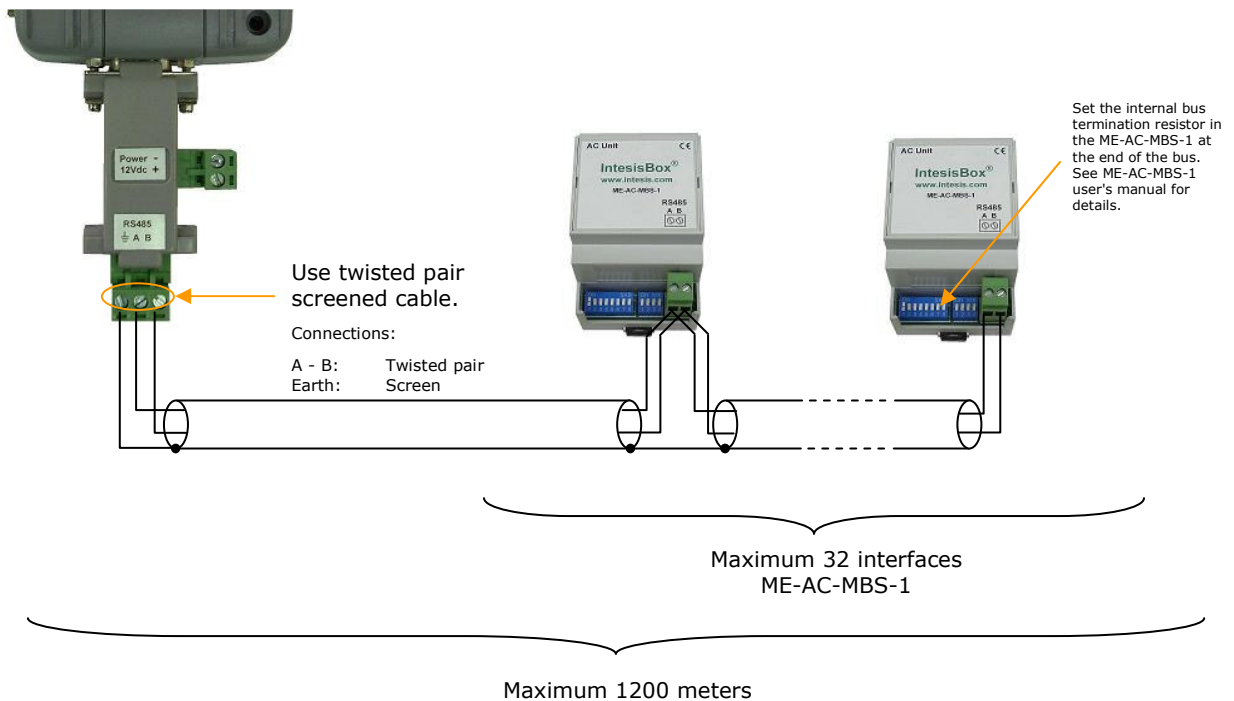 Power -
12Vdc +
RS485
A B
Use twisted pair
screened cable.
Connections:
A - B: Twisted pair
Earth: Screen
AC Unit CE
IntesisBox®
www.intesis.com
ME-AC-MBS-1
RS485
A B
AC Unit CE
IntesisBox®
www.intesis.com
ME-AC-MBS-1
RS485
A B
Set the internal bus
termination resistor in
the ME-AC-MBS-1 at
the end of the bus.
See ME-AC-MBS-1
user's manual for
details.
Maximum 32 interfaces
ME-AC-MBS-1
Maximum 1200 meters